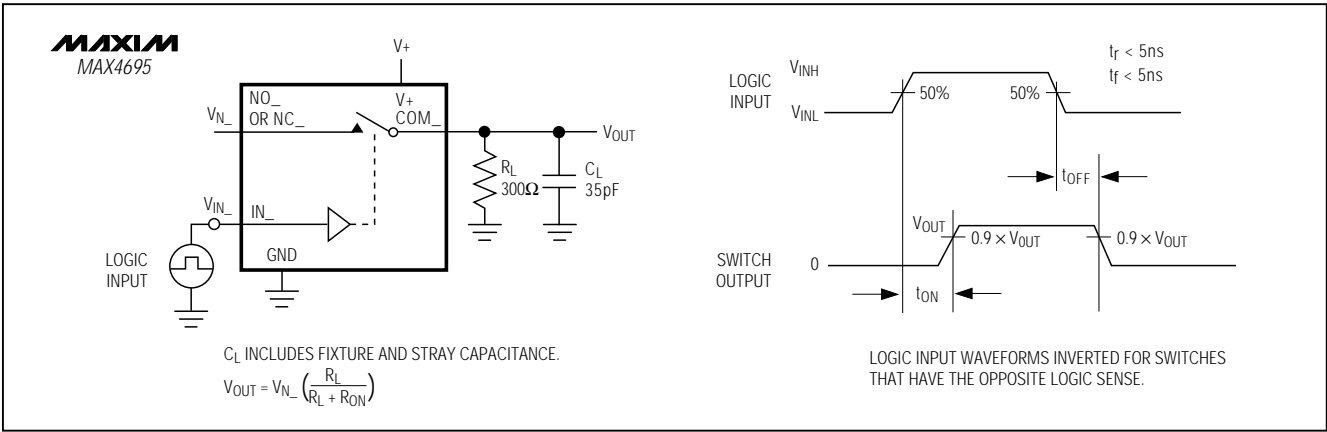 MAXIM
MAX4695
V+
V+
NO_
OR NC_
COM_
V_N_
V_OUT
R_L
300Ω
C_L
35pF
V_IN_
IN_
GND
LOGIC
INPUT
C_L INCLUDES FIXTURE AND STRAY CAPACITANCE.
V_OUT = V_N_ (R_L / R_L + R_ON)
LOGIC
INPUT
V_INH
V_INL
50%
50%
t_r < 5ns
t_f < 5ns
t_OFF
SWITCH
OUTPUT
V_OUT
0
0.9 × V_OUT
0.9 × V_OUT
t_ON
LOGIC INPUT WAVEFORMS INVERTED FOR SWITCHES
THAT HAVE THE OPPOSITE LOGIC SENSE.